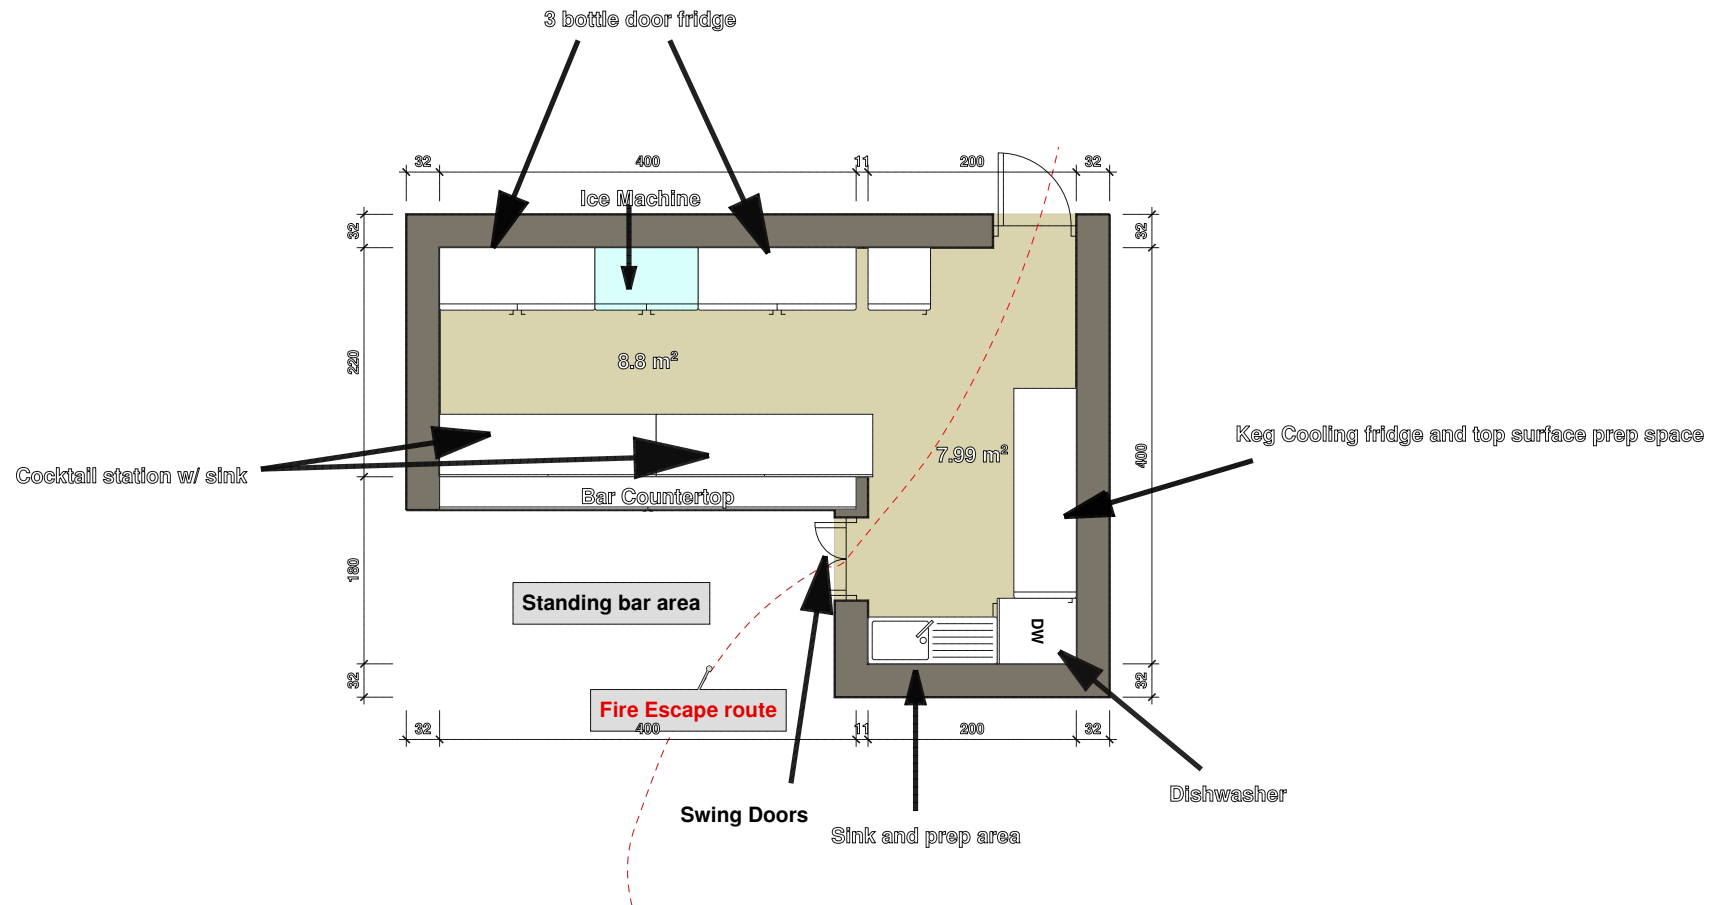 3 bottle door fridge
32 400 11 200 32
Ice Machine
32 32
220
8.8 m²
Keg Cooling fridge and top surface prep space
7.99 m²
400
Cocktail station w/ sink
Bar Countertop
180
Standing bar area
DW
32 32
Fire Escape route
32 400 11 200 32
Dishwasher
Swing Doors
Sink and prep area